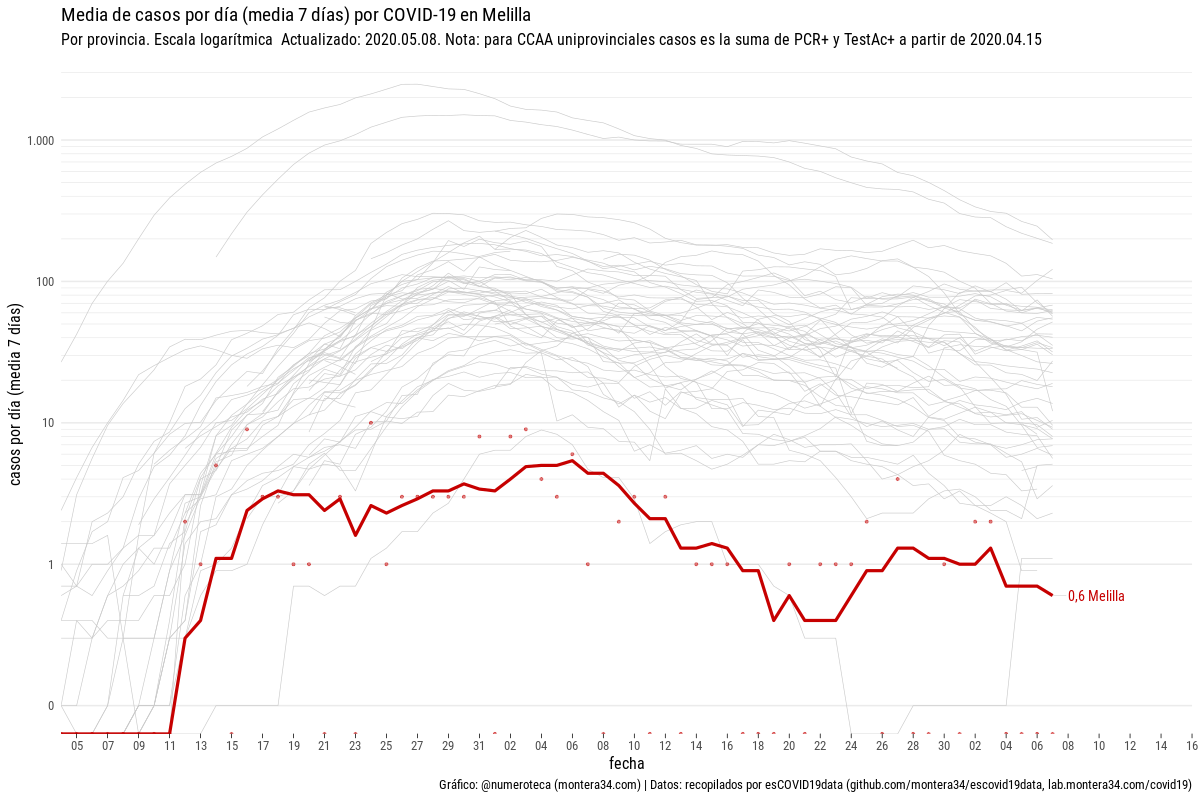 Media de casos por día (media 7 días) por COVID-19 en Melilla
Por provincia. Escala logarítmica  Actualizado: 2020.05.08. Nota: para CCAA uniprovinciales casos es la suma de PCR+ y TestAc+ a partir de 2020.04.15
casos por día (media 7 días)
1.000
100
10
1
0
0,6 Melilla
05 07 09 11 13 15 17 19 21 23 25 27 29 31 02 04 06 08 10 12 14 16 18 20 22 24 26 28 30 02 04 06 08 10 12 14 16
fecha
Gráfico: @numeroteca (montera34.com) | Datos: recopilados por esCOVID19data (github.com/montera34/escovid19data, lab.montera34.com/covid19)